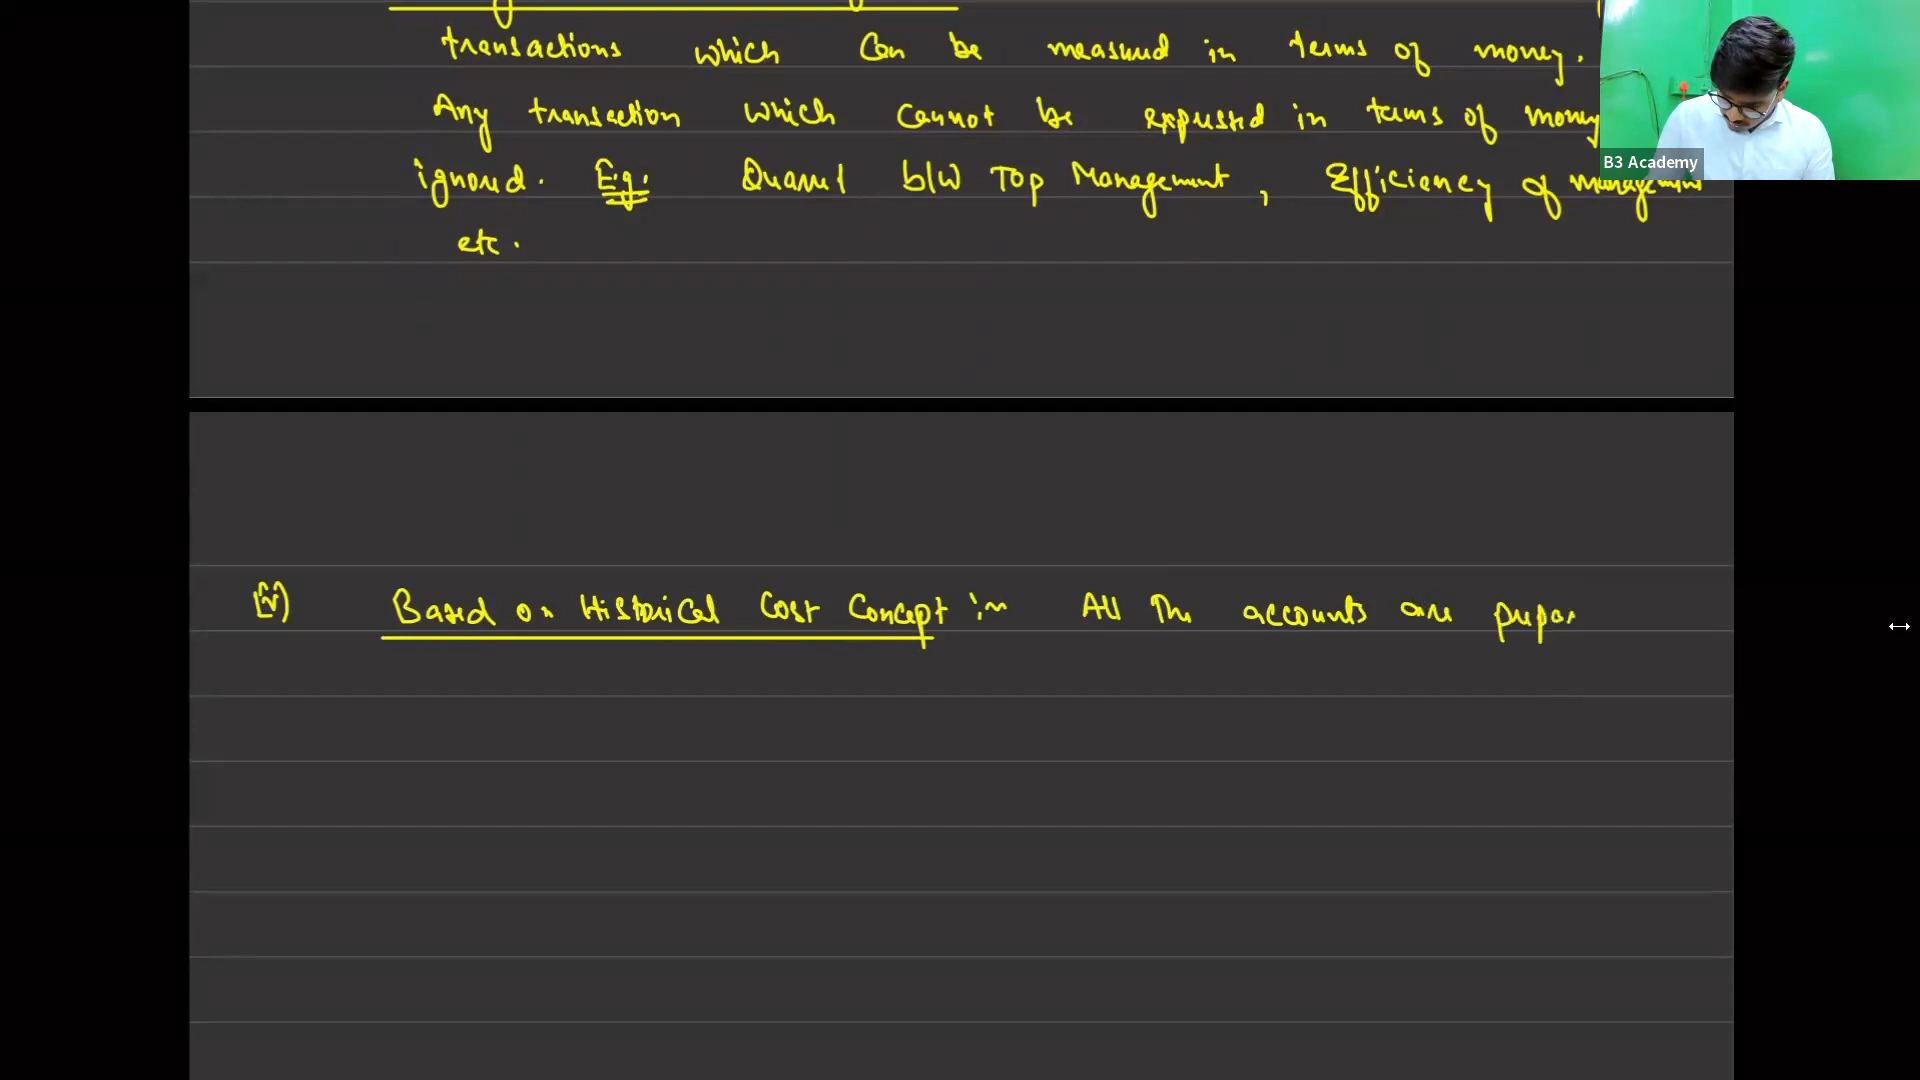 transactions which can be measured in terms of money.
Any transaction which cannot be expressed in terms of money
B3 Academy
ignored. E.g. Quarrel b/w Top Management, Efficiency of management
etc.
(v) Based on Historical Cost Concept :~ All the accounts are prepar